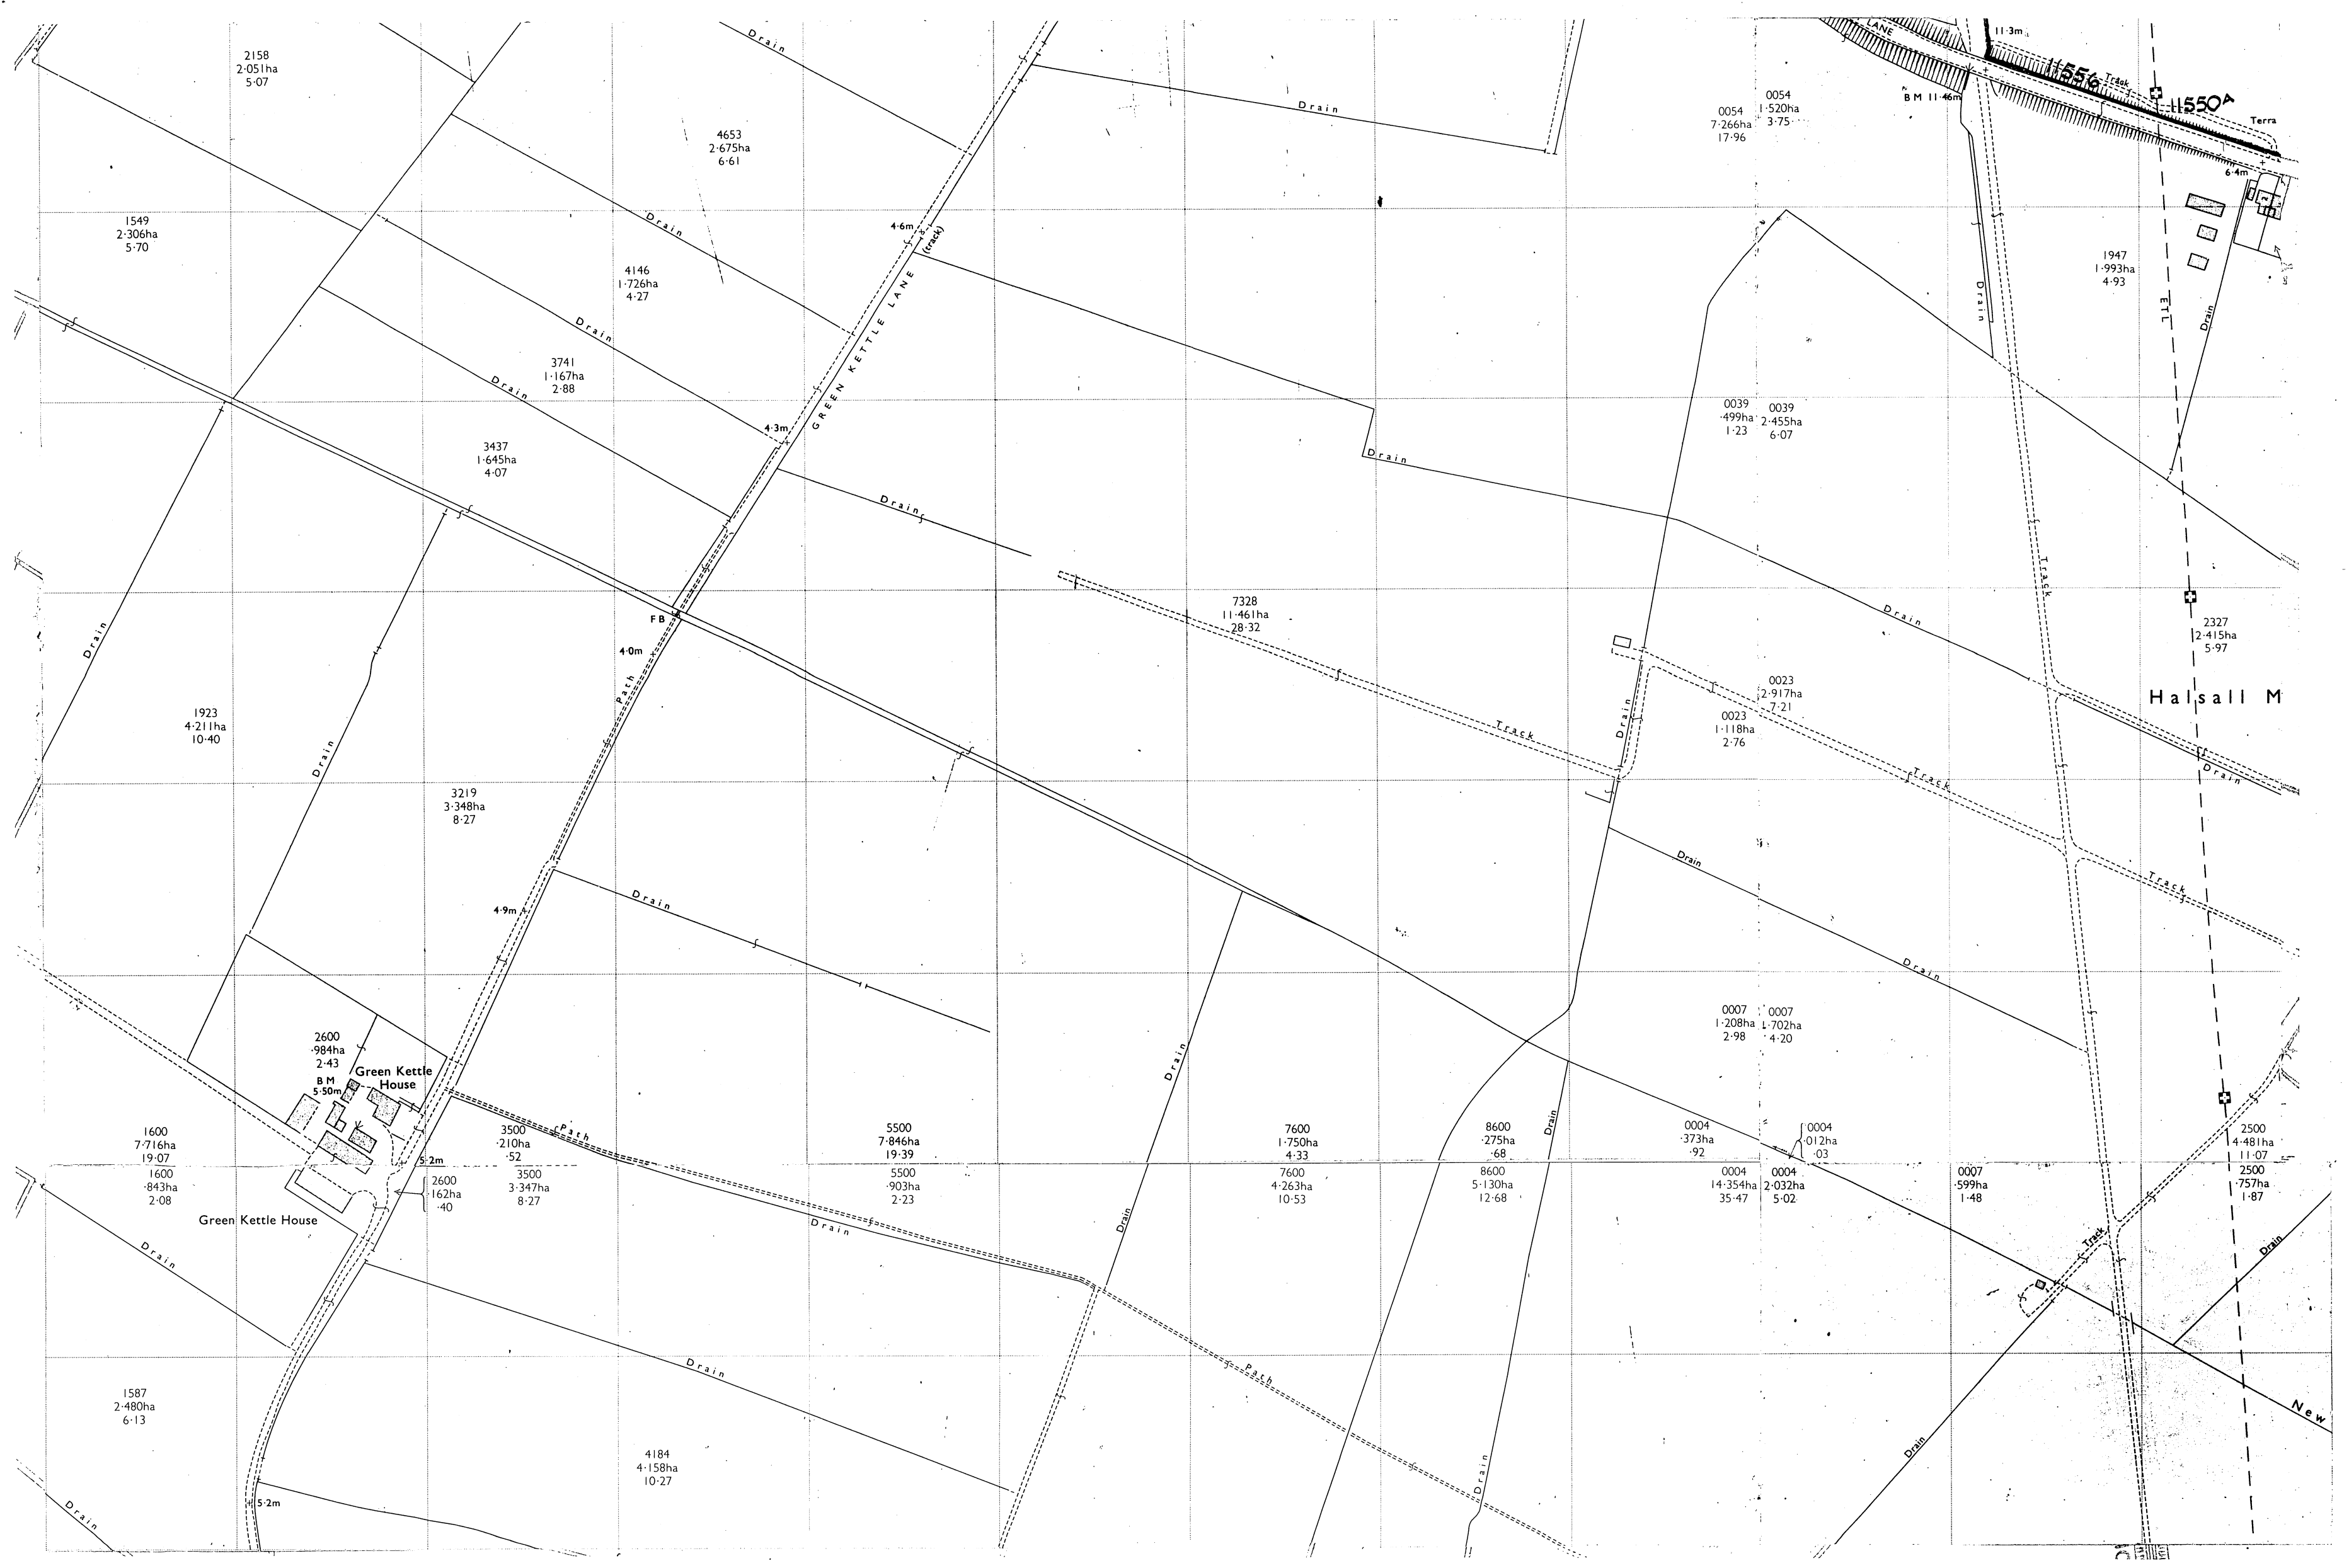 2158
2·051ha
5·07
Drain
4653
2·675ha
6·61
Drain
0054
7·266ha
17·96
0054
1·520ha
3·75
LANE
11·3m
BM 11·46m
11556
Track
11550A
Terra
6·4m
1549
2·306ha
5·70
Drain
4·6m
(track)
4146
1·726ha
4·27
Drain
GREEN KETTLE LANE
Drain
1947
1·993ha
4·93
ETL
Drain
3741
1·167ha
2·88
Drain
0039
·499ha
1·23
0039
2·455ha
6·07
4·3m
3437
1·645ha
4·07
Drain
Drain
Track
7328
11·461ha
28·32
Drain
2327
2·415ha
5·97
FB
4·0m
Drain
Path
Halsall M
0023
2·917ha
7·21
0023
1·118ha
2·76
1923
4·211ha
10·40
Drain
Drain
Track
Track
Drain
3219
3·348ha
8·27
Drain
Track
Drain
4·9m
Drain
0007
1·208ha
2·98
0007
1·702ha
4·20
2600
·984ha
2·43
BM
5·50m
Green Kettle
House
Drain
1600
7·716ha
19·07
3500
·210ha
·52
Path
5500
7·846ha
19·39
7600
1·750ha
4·33
8600
·275ha
·68
Drain
0004
·373ha
·92
0004
·012ha
·03
2500
4·481ha
11·07
5·2m
1600
·843ha
2·08
2600
·162ha
·40
3500
3·347ha
8·27
5500
·903ha
2·23
7600
4·263ha
10·53
8600
5·130ha
12·68
0004
14·354ha
35·47
0004
2·032ha
5·02
0007
·599ha
1·48
2500
·757ha
1·87
Green Kettle House
Drain
Drain
Drain
Track
Drain
1587
2·480ha
6·13
Drain
Path
New
4184
4·158ha
10·27
Drain
Drain
5·2m
Drain